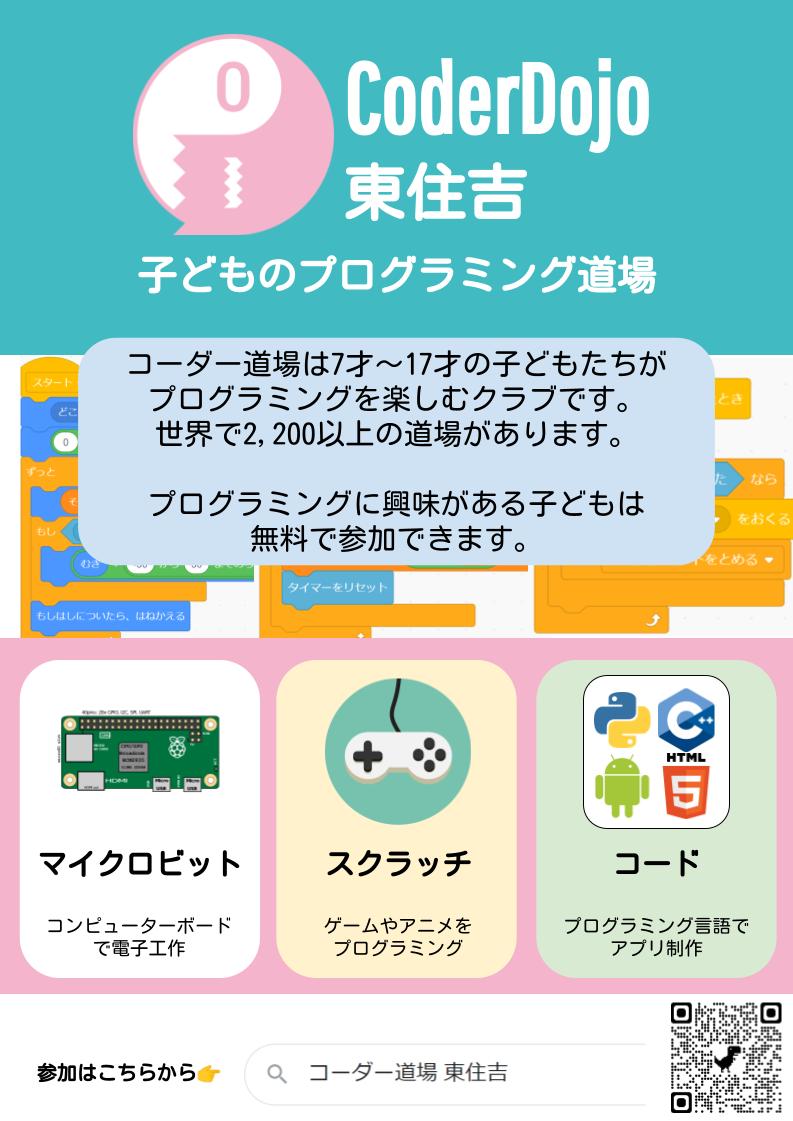 CoderDojo
東住吉
子どものプログラミング道場
コーダー道場は7才〜17才の子どもたちが
プログラミングを楽しむクラブです。
世界で2,200以上の道場があります。
プログラミングに興味がある子どもは
無料で参加できます。
スタート
どこ
0
ずっと
もし
むき
もしはしについたら、はねかえる
タイマーをリセット
とき
た なら
をおくる
をとめる
HDMI
Micro USB
Micro USB
マイクロビット
コンピューターボード
で電子工作
スクラッチ
ゲームやアニメを
プログラミング
C++
HTML
5
コード
プログラミング言語で
アプリ制作
参加はこちらから👉
コーダー道場 東住吉